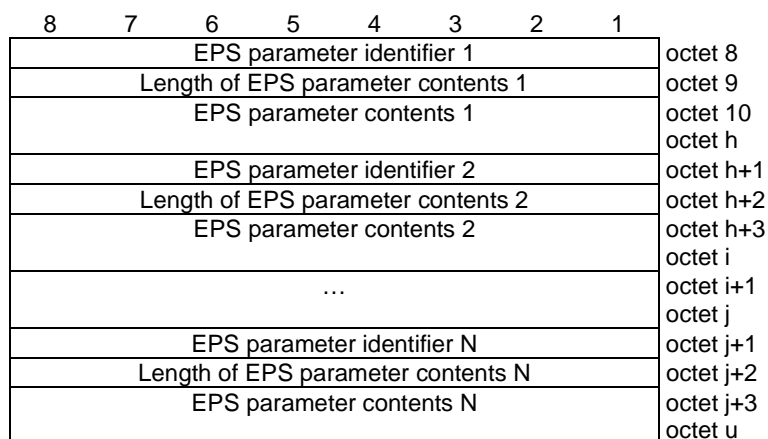 8 7 6 5 4 3 2 1
EPS parameter identifier 1 octet 8
Length of EPS parameter contents 1 octet 9
EPS parameter contents 1 octet 10
octet h
EPS parameter identifier 2 octet h+1
Length of EPS parameter contents 2 octet h+2
EPS parameter contents 2 octet h+3
octet i
… octet i+1
octet j
EPS parameter identifier N octet j+1
Length of EPS parameter contents N octet j+2
EPS parameter contents N octet j+3
octet u